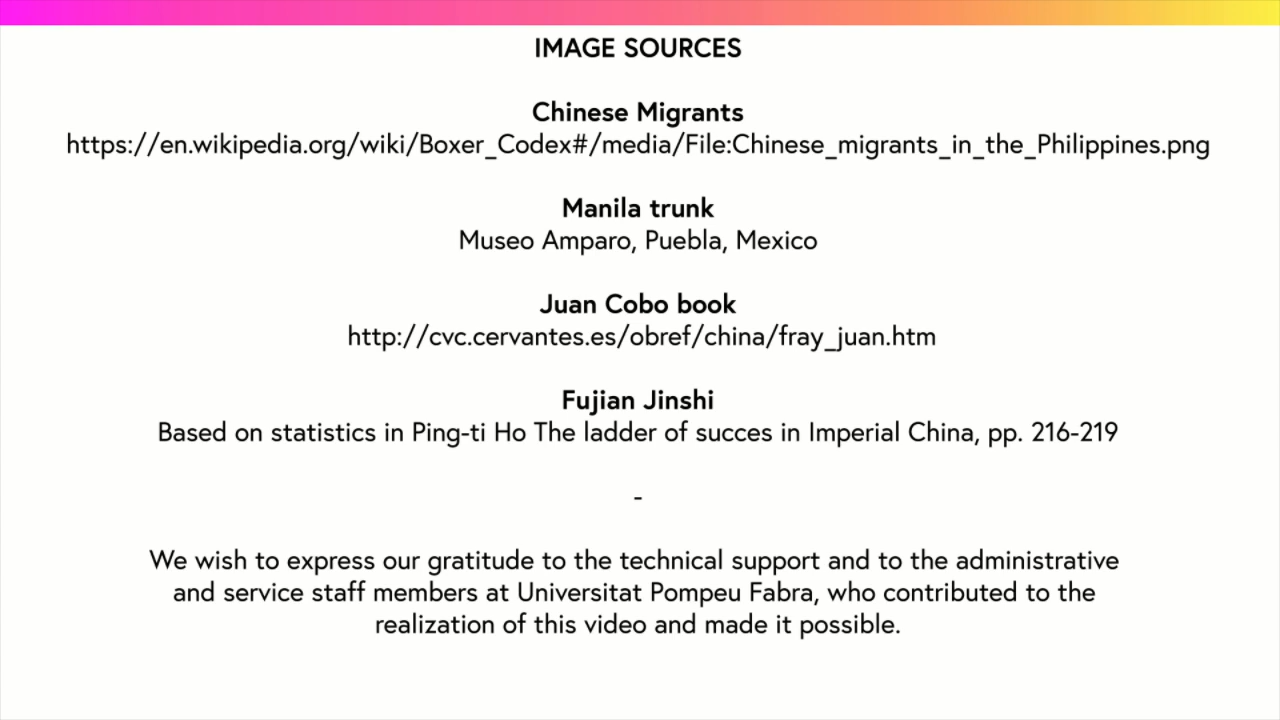 IMAGE SOURCES
Chinese Migrants
https://en.wikipedia.org/wiki/Boxer_Codex#/media/File:Chinese_migrants_in_the_Philippines.png
Manila trunk
Museo Amparo, Puebla, Mexico
Juan Cobo book
http://cvc.cervantes.es/obref/china/fray_juan.htm
Fujian Jinshi
Based on statistics in Ping-ti Ho The ladder of succes in Imperial China, pp. 216-219
-
We wish to express our gratitude to the technical support and to the administrative
and service staff members at Universitat Pompeu Fabra, who contributed to the
realization of this video and made it possible.